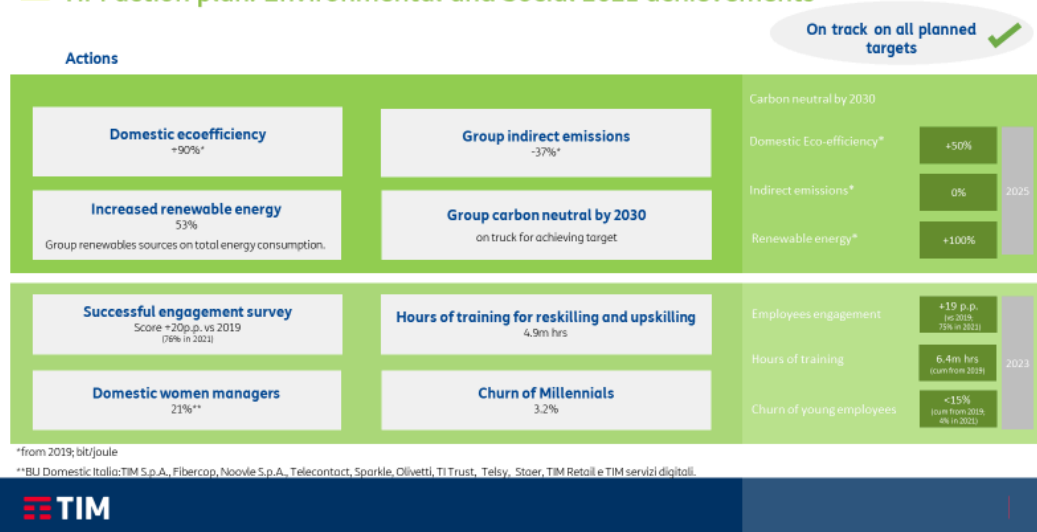 On track on all planned
targets
Actions
Domestic ecoefficiency
+90%*
Group indirect emissions
-37%*
Increased renewable energy
53%
Group renewables sources on total energy consumption.
Group carbon neutral by 2030
on truck for achieving target
Carbon neutral by 2030
Domestic Eco-efficiency*
+50%
Indirect emissions*
0%
Renewable energy*
+100%
2025
Successful engagement survey
Score +20p.p. vs 2019
(76% in 2021)
Hours of training for reskilling and upskilling
4.9m hrs
Domestic women managers
21%**
Churn of Millennials
3.2%
Employees engagement
+19 p.p.
(vs 2019;
75% in 2021)
Hours of training
6.4m hrs
(cum from 2019)
Churn of young employees
<15%
(cum from 2019;
4% in 2021)
2023
*from 2019; bit/joule
**BU Domestic Italia:TIM S.p.A., Fibercop, Noovle S.p.A., Telecontact, Sparkle, Olivetti, TI Trust, Telsy, Staer, TIM Retail e TIM servizi digitali.
TIM